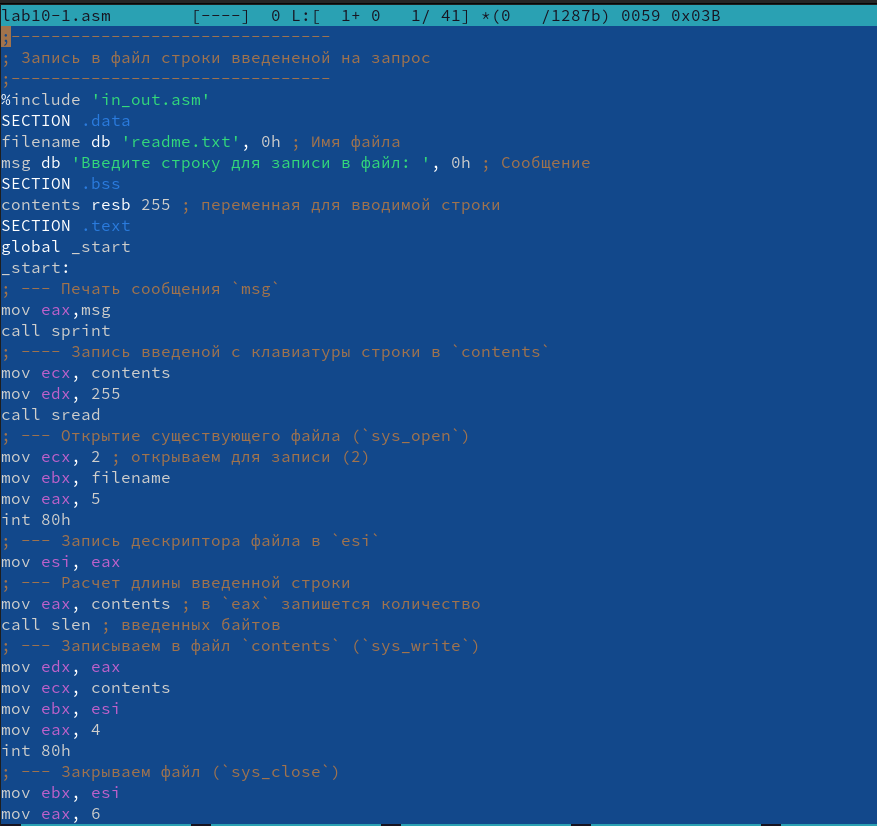 lab10-1.asm [----] 0 L:[ 1+ 0 1/ 41] *(0 /1287b) 0059 0x03B
;--------------------------------
; Запись в файл строки введененой на запрос
;--------------------------------
%include 'in_out.asm'
SECTION .data
filename db 'readme.txt', 0h ; Имя файла
msg db 'Введите строку для записи в файл: ', 0h ; Сообщение
SECTION .bss
contents resb 255 ; переменная для вводимой строки
SECTION .text
global _start
_start:
; --- Печать сообщения `msg`
mov eax,msg
call sprint
; ---- Запись введеной с клавиатуры строки в `contents`
mov ecx, contents
mov edx, 255
call sread
; --- Открытие существующего файла (`sys_open`)
mov ecx, 2 ; открываем для записи (2)
mov ebx, filename
mov eax, 5
int 80h
; --- Запись дескриптора файла в `esi`
mov esi, eax
; --- Расчет длины введенной строки
mov eax, contents ; в `eax` запишется количество
call slen ; введенных байтов
; --- Записываем в файл `contents` (`sys_write`)
mov edx, eax
mov ecx, contents
mov ebx, esi
mov eax, 4
int 80h
; --- Закрываем файл (`sys_close`)
mov ebx, esi
mov eax, 6